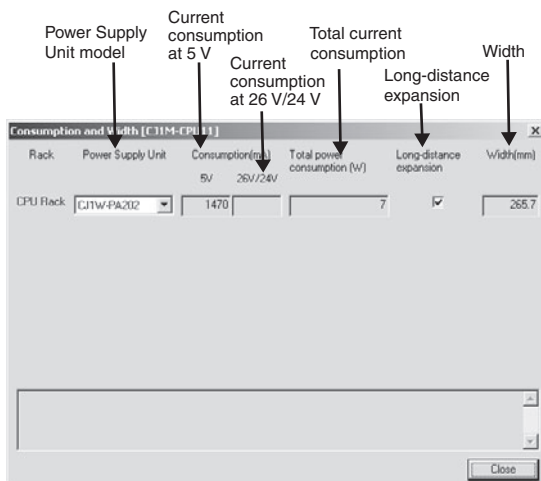 Power Supply
Unit model
Current
consumption
at 5 V
Current
consumption
at 26 V/24 V
Total current
consumption
Long-distance
expansion
Width
Consumption and Width [CJ1M-CPU11]
Rack
Power Supply Unit
Consumption(mA)
5V
26V/24V
Total power
consumption (W)
Long-distance
expansion
Width(mm)
CPU Rack
CJ1W-PA202
1470
7
265.7
Close